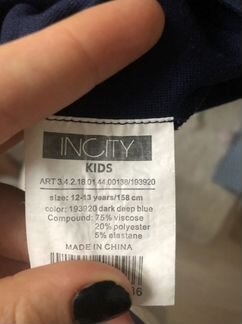 INCITY
KIDS
ART 3.4.2.18.01.44.00138/193920
size: 12-13 years/158 cm
color: 193920 dark deep blue
Compound: 75% viscose
20% polyester
5% elastane
MADE IN CHINA